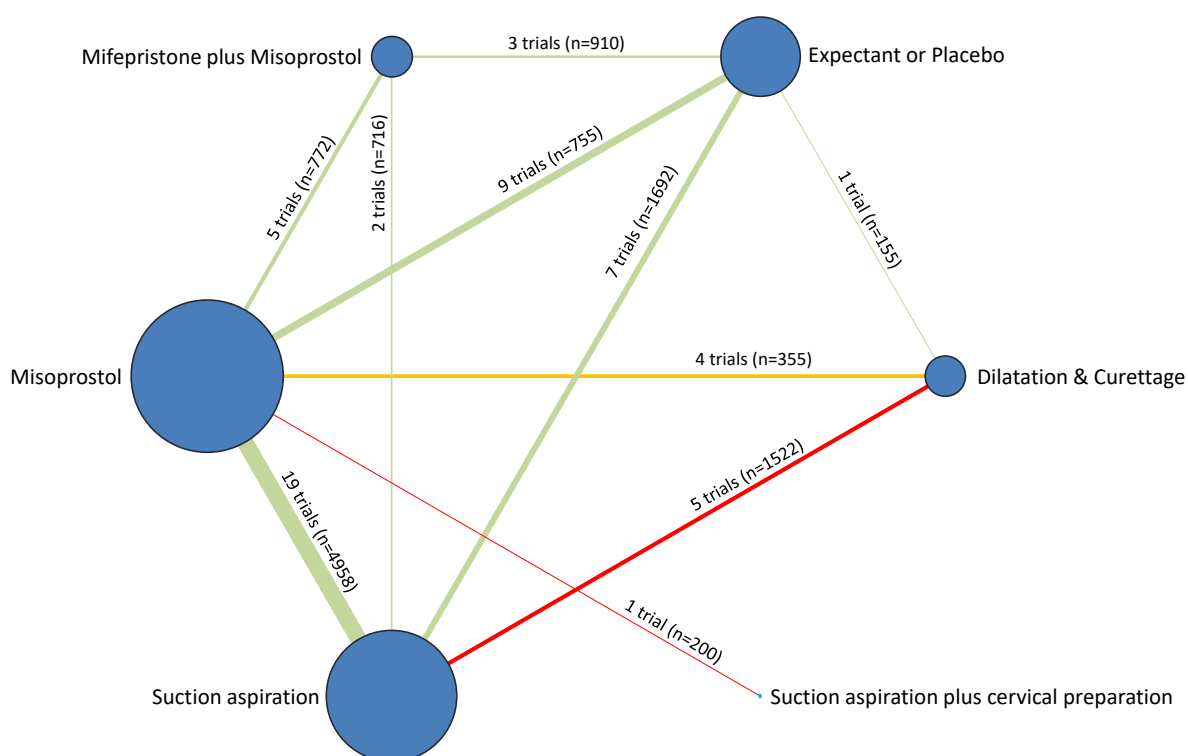 3 trials (n=910)
Mifepristone plus Misoprostol
Expectant or Placebo
5 trials (n=772)
2 trials (n=716)
9 trials (n=755)
7 trials (n=1692)
1 trial (n=155)
4 trials (n=355)
Misoprostol
Dilatation & Curettage
19 trials (n=4958)
5 trials (n=1522)
1 trial (n=200)
Suction aspiration
Suction aspiration plus cervical preparation